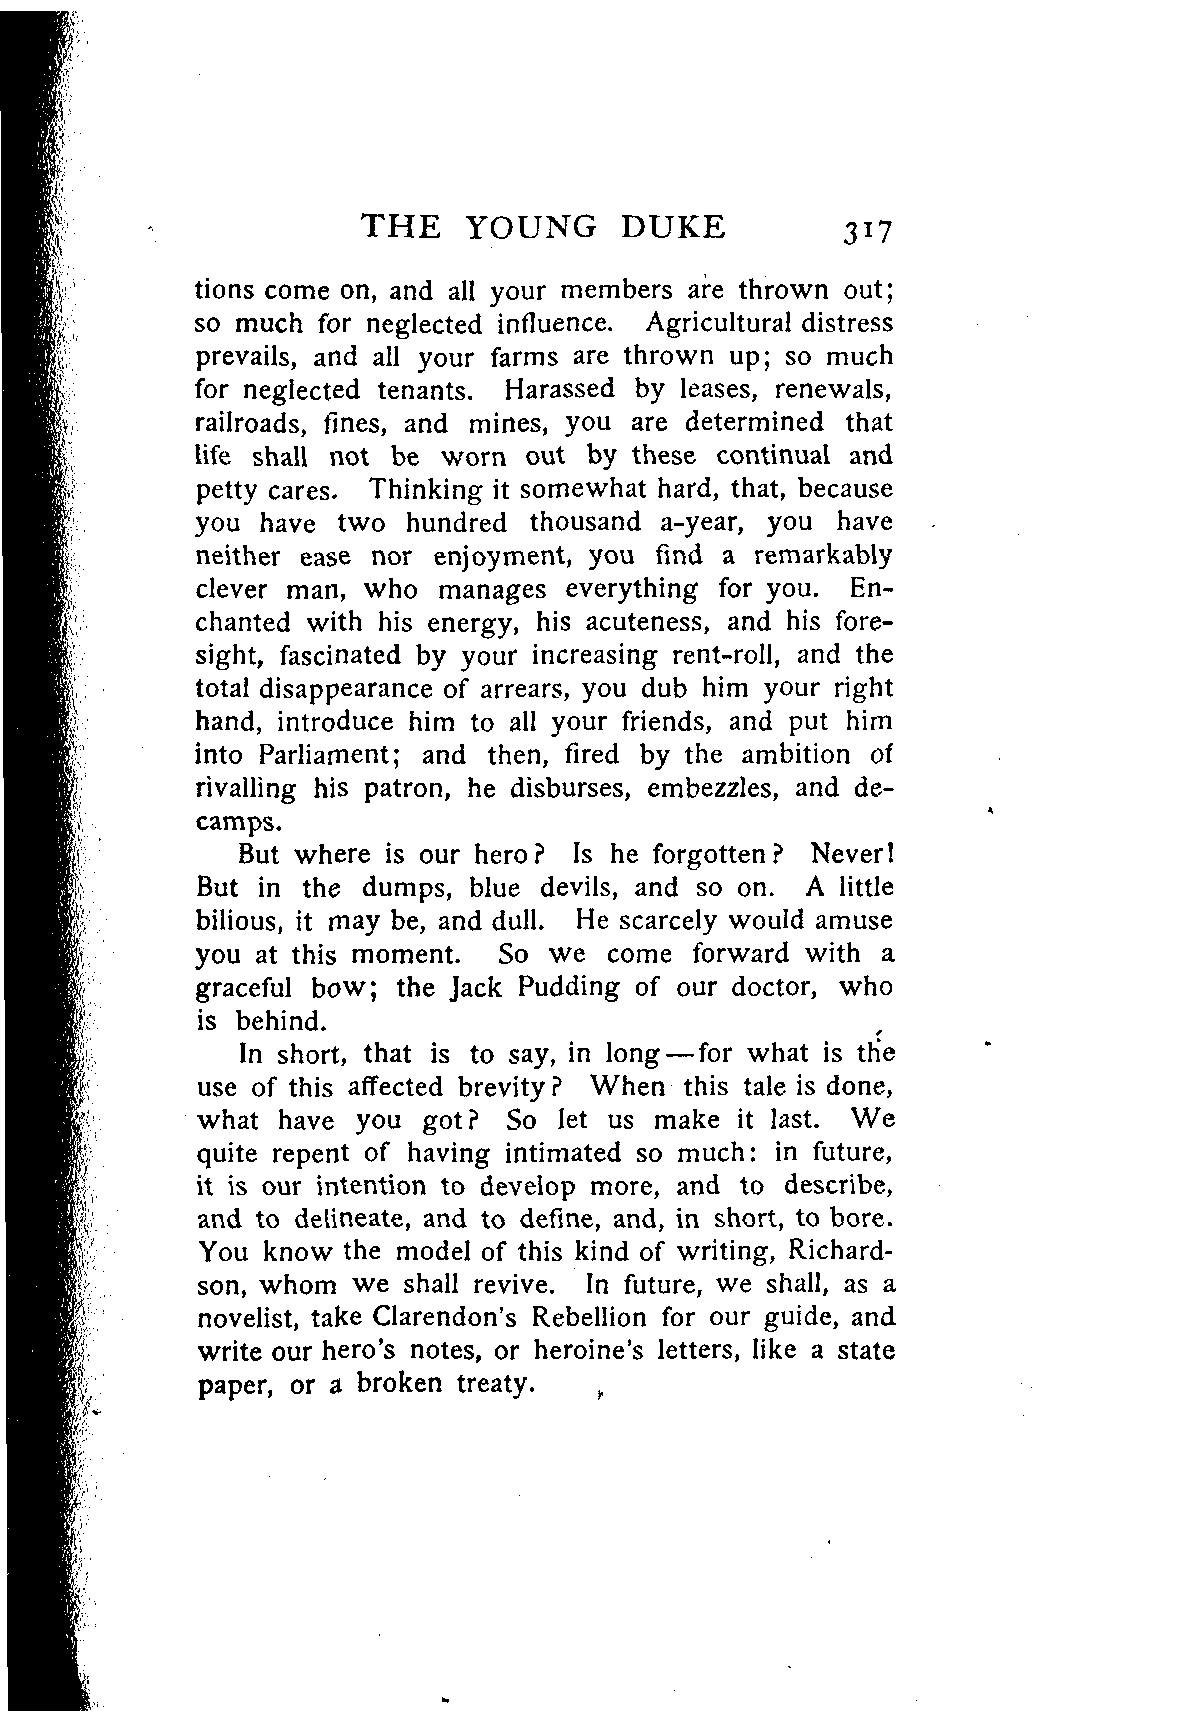 THE YOUNG DUKE 317
tions come on, and all your members are thrown out;
so much for neglected influence. Agricultural distress
prevails, and all your farms are thrown up; so much
for neglected tenants. Harassed by leases, renewals,
railroads, fines, and mines, you are determined that
life shall not be worn out by these continual and
petty cares. Thinking it somewhat hard, that, because
you have two hundred thousand a-year, you have
neither ease nor enjoyment, you find a remarkably
clever man, who manages everything for you. En-
chanted with his energy, his acuteness, and his fore-
sight, fascinated by your increasing rent-roll, and the
total disappearance of arrears, you dub him your right
hand, introduce him to all your friends, and put him
into Parliament; and then, fired by the ambition of
rivalling his patron, he disburses, embezzles, and de-
camps.
But where is our hero? Is he forgotten? Never!
But in the dumps, blue devils, and so on. A little
bilious, it may be, and dull. He scarcely would amuse
you at this moment. So we come forward with a
graceful bow; the Jack Pudding of our doctor, who
is behind.
In short, that is to say, in long—for what is the
use of this affected brevity? When this tale is done,
what have you got? So let us make it last. We
quite repent of having intimated so much: in future,
it is our intention to develop more, and to describe,
and to delineate, and to define, and, in short, to bore.
You know the model of this kind of writing, Richard-
son, whom we shall revive. In future, we shall, as a
novelist, take Clarendon's Rebellion for our guide, and
write our hero's notes, or heroine's letters, like a state
paper, or a broken treaty.